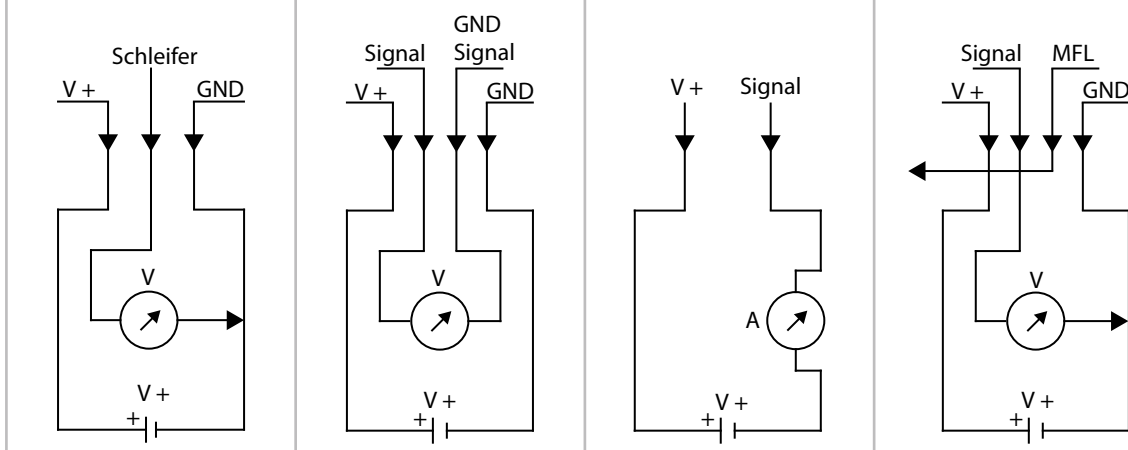 Schleifer
V +
GND
V
V +
+
GND
Signal
Signal
V +
GND
V
V +
+
V +
Signal
A
V +
+
Signal
MFL
V +
GND
V
V +
+